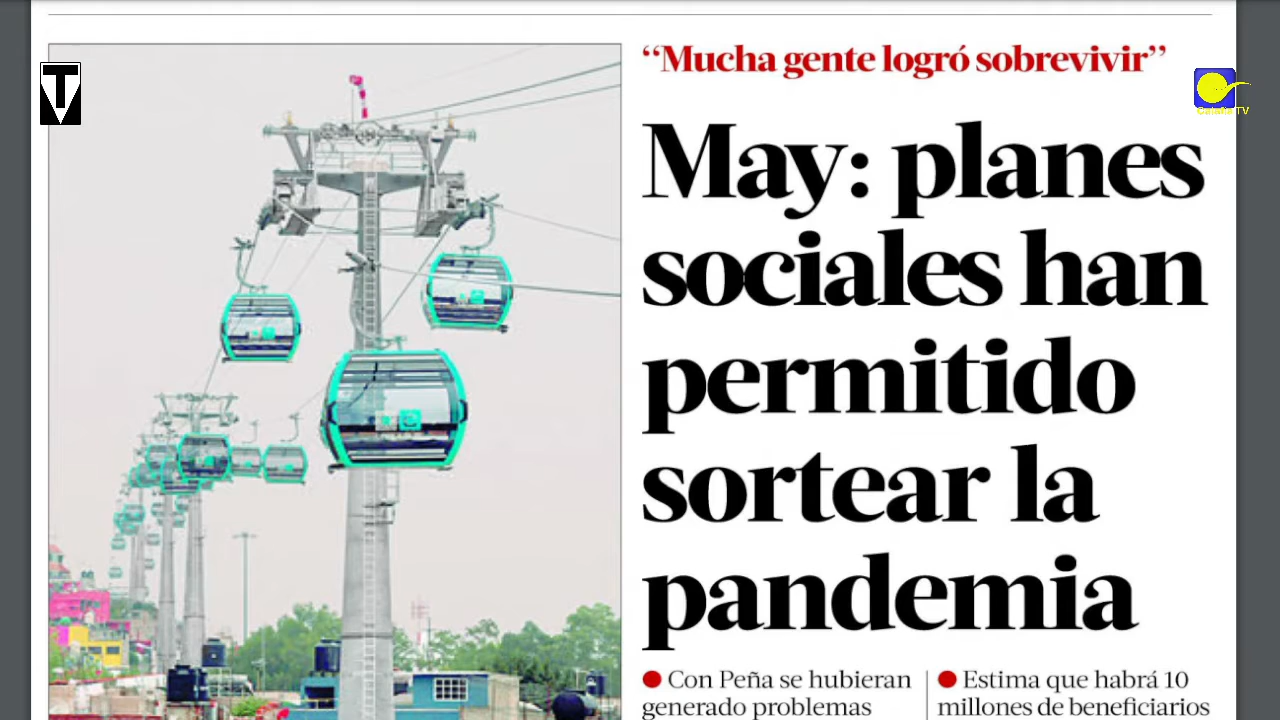 “Mucha gente logró sobrevivir”
May: planes
sociales han
permitido
sortear la
pandemia
● Con Peña se hubieran
generado problemas
● Estima que habrá 10
millones de beneficiarios
TV